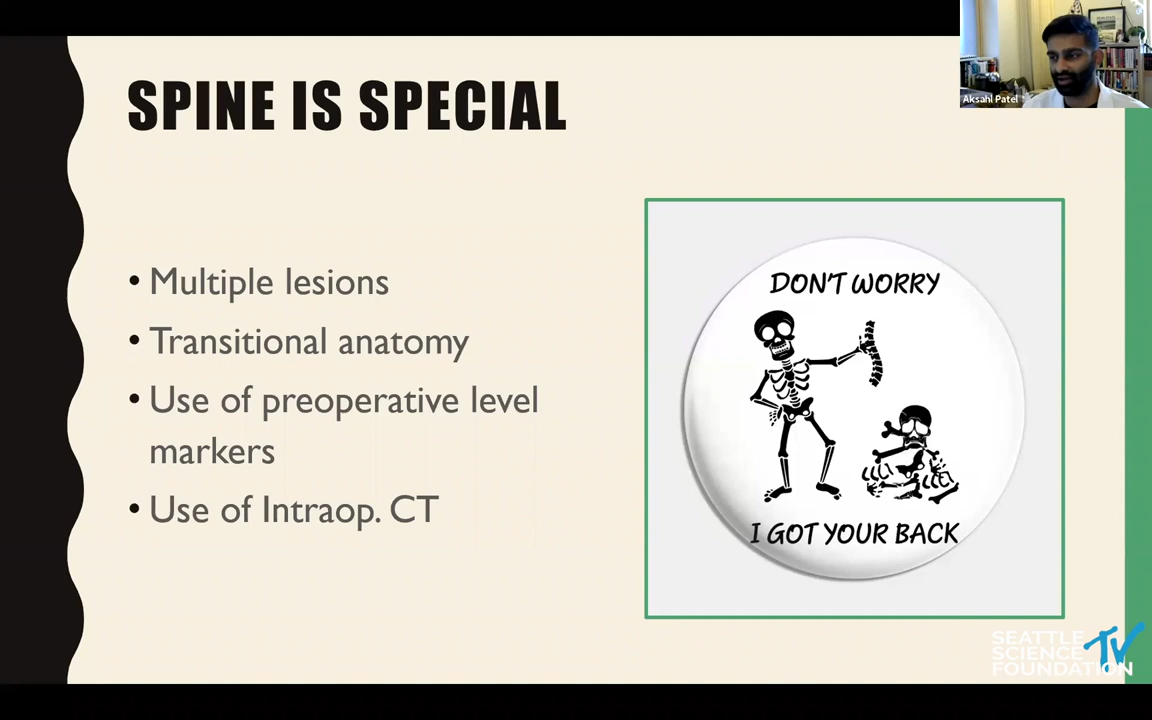 SPINE IS SPECIAL
• Multiple lesions
• Transitional anatomy
• Use of preoperative level
markers
• Use of Intraop. CT
DON'T WORRY
I GOT YOUR BACK
Aksahl Patel
SEATTLE
SCIENCE
FOUNDATION
TV